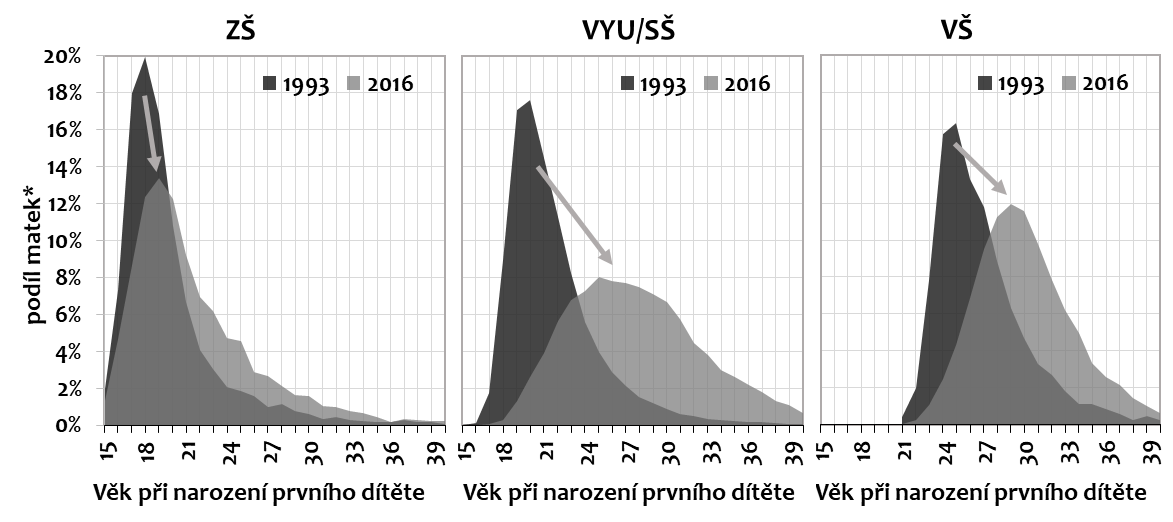 ZŠ
VYU/SŠ
VŠ
podíl matek*
20%
18%
16%
14%
12%
10%
8%
6%
4%
2%
0%
1993 2016
1993 2016
1993 2016
15 18 21 24 27 30 33 36 39
15 18 21 24 27 30 33 36 39
15 18 21 24 27 30 33 36 39
Věk při narození prvního dítěte
Věk při narození prvního dítěte
Věk při narození prvního dítěte